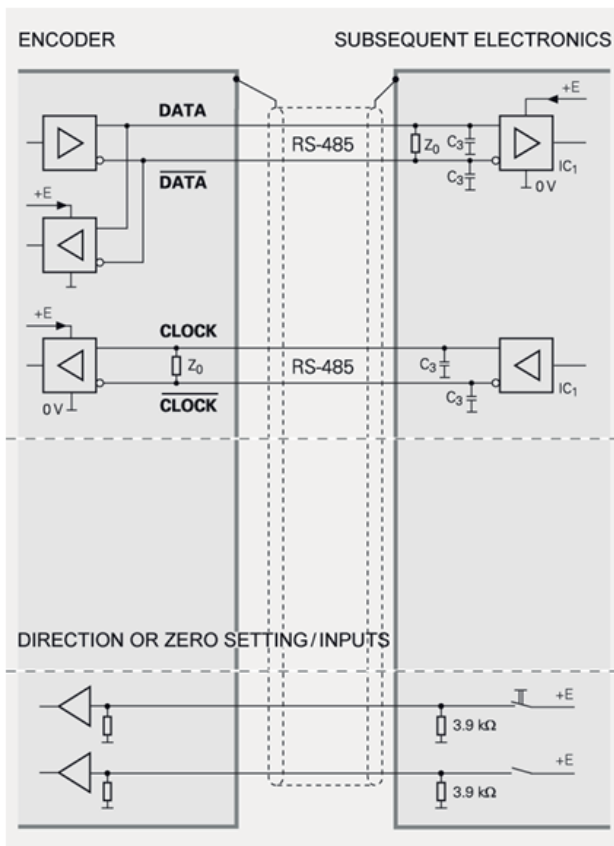 ENCODER
SUBSEQUENT ELECTRONICS
+E
DATA
RS-485
Z0
C3
IC1
C3
DATA
0 V
+E
+E
CLOCK
Z0
RS-485
C3
IC1
C3
0 V
CLOCK
DIRECTION OR ZERO SETTING/INPUTS
+E
3.9 kΩ
+E
3.9 kΩ